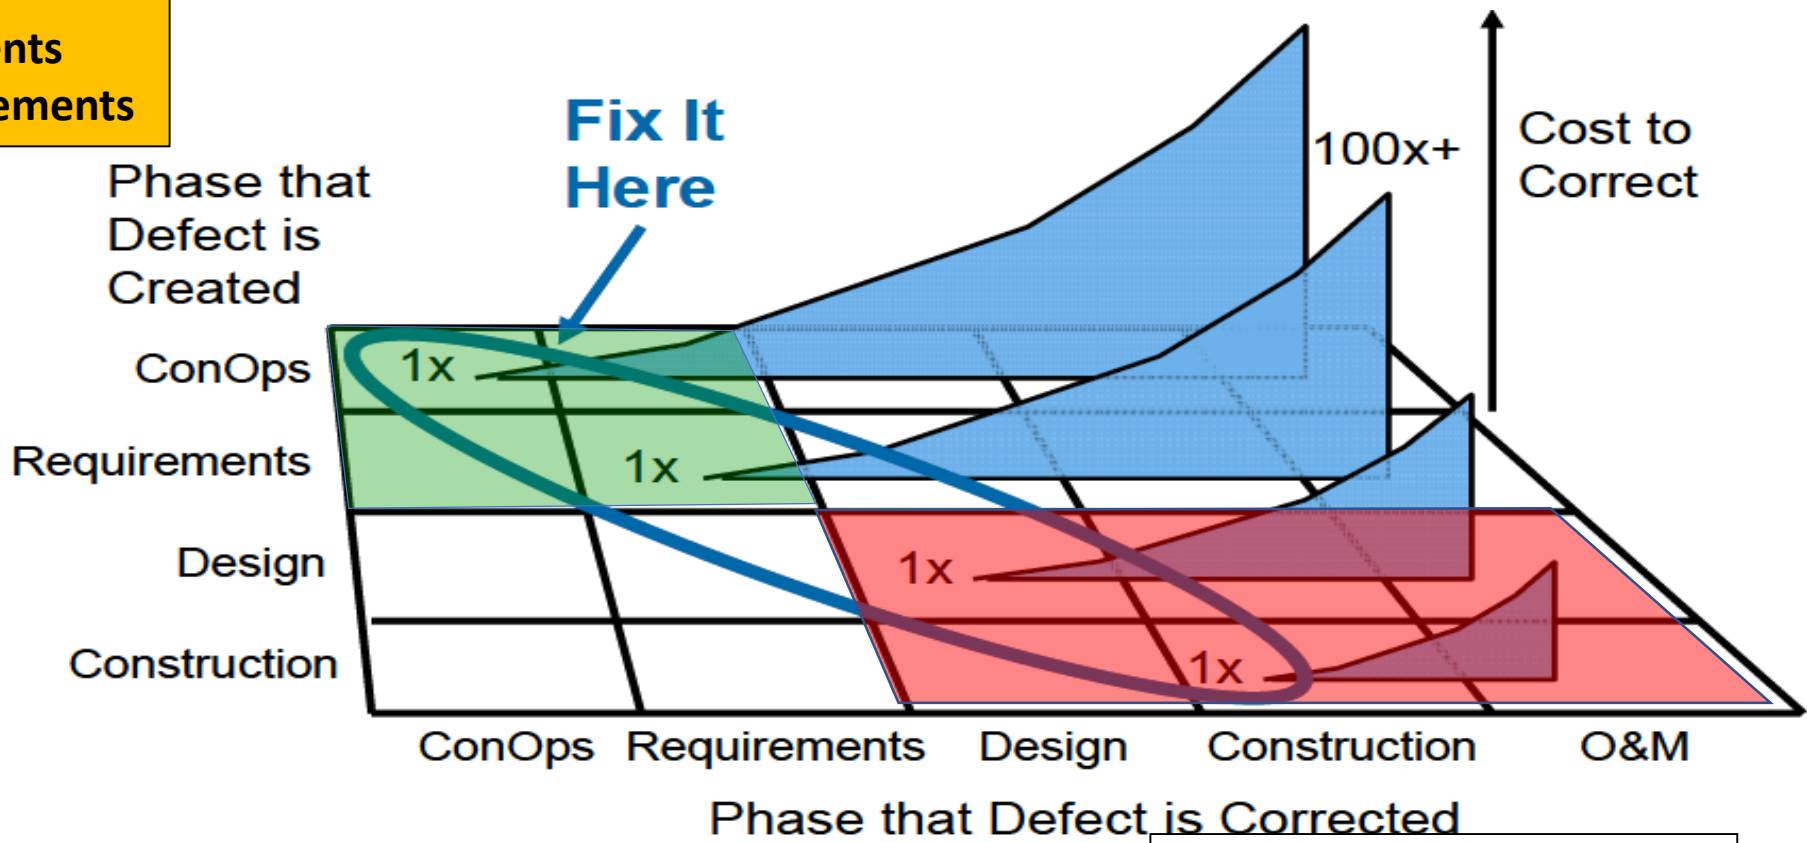 ents
ements
Fix It
Here
Phase that
Defect is
Created
100x+
Cost to
Correct
ConOps
1x
Requirements
1x
Design
1x
Construction
1x
ConOps Requirements Design Construction O&M
Phase that Defect is Corrected